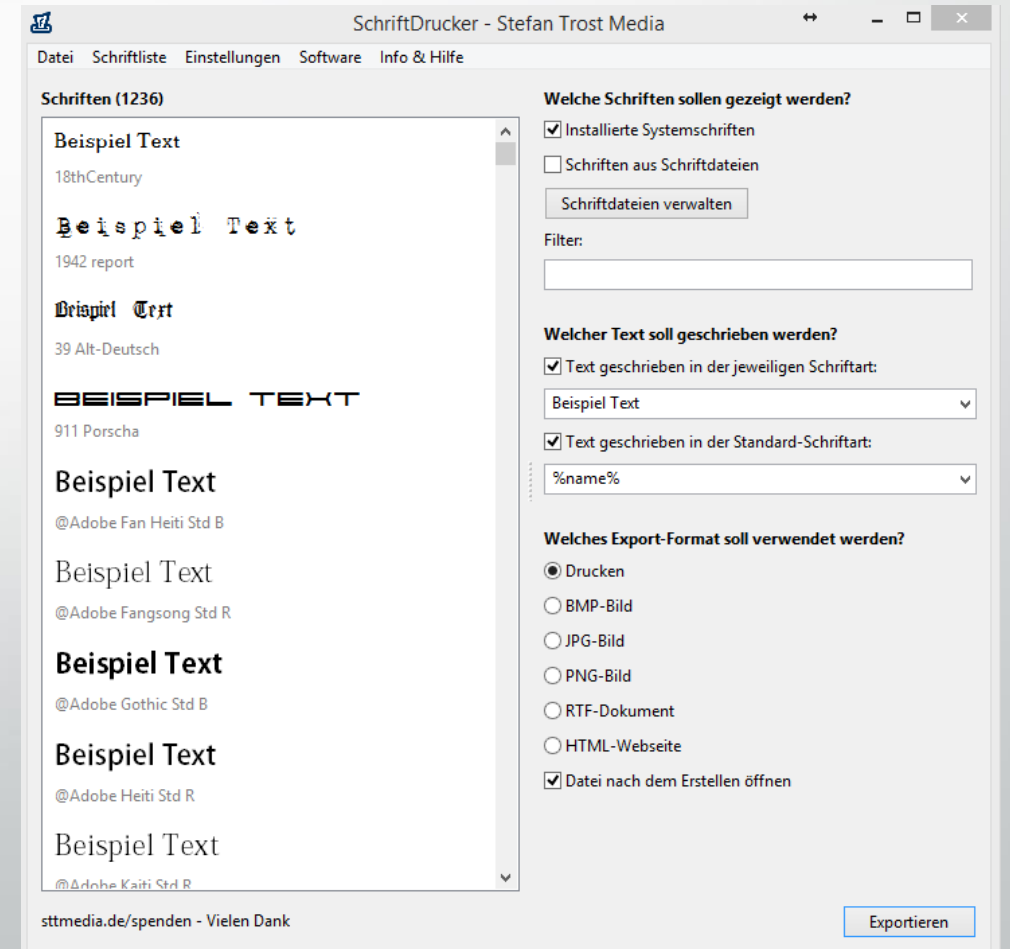 SchriftDrucker - Stefan Trost Media
Datei Schriftliste Einstellungen Software Info & Hilfe
Schriften (1236)
Beispiel Text
18thCentury
Beispiel Text
1942 report
Beispiel Text
39 Alt-Deutsch
BEISPIEL TEXT
911 Porscha
Beispiel Text
@Adobe Fan Heiti Std B
Beispiel Text
@Adobe Fangsong Std R
Beispiel Text
@Adobe Gothic Std B
Beispiel Text
@Adobe Heiti Std R
Beispiel Text
@Adobe Kaiti Std R
sttmedia.de/spenden - Vielen Dank
Welche Schriften sollen gezeigt werden?
Installierte Systemschriften
Schriften aus Schriftdateien
Schriftdateien verwalten
Filter:
Welcher Text soll geschrieben werden?
Text geschrieben in der jeweiligen Schriftart:
Beispiel Text
Text geschrieben in der Standard-Schriftart:
%name%
Welches Export-Format soll verwendet werden?
Drucken
BMP-Bild
JPG-Bild
PNG-Bild
RTF-Dokument
HTML-Webseite
Datei nach dem Erstellen öffnen
Exportieren